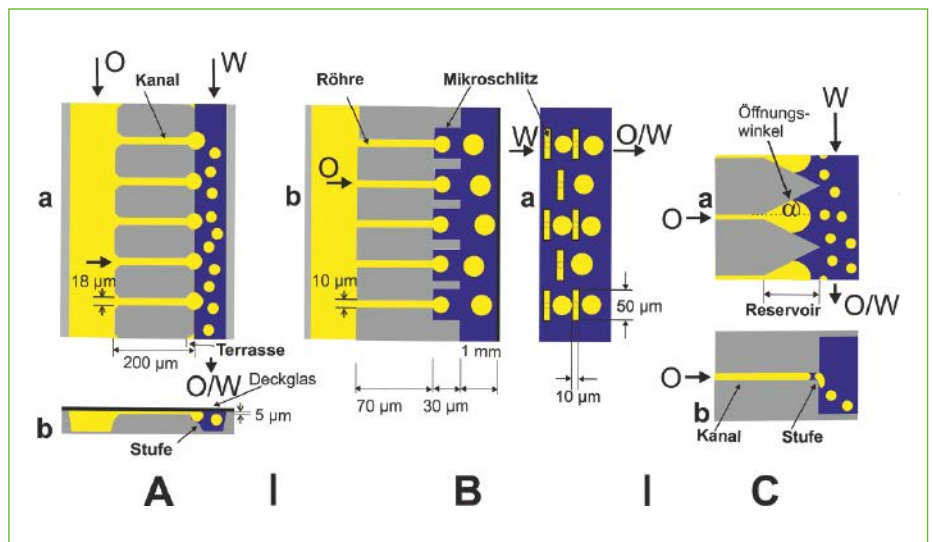 O
W
Kanal
a
18 µm
200 µm
Terrasse
O/W
Deckglas
b
5 µm
Stufe
A
I
Röhre
Mikroschlitz
O
b
10 µm
70 µm
30 µm
1 mm
W
O/W
a
50 µm
10 µm
B
I
W
Öffnungs-
winkel
a
α
O
Reservoir
O/W
O
b
Kanal
Stufe
C